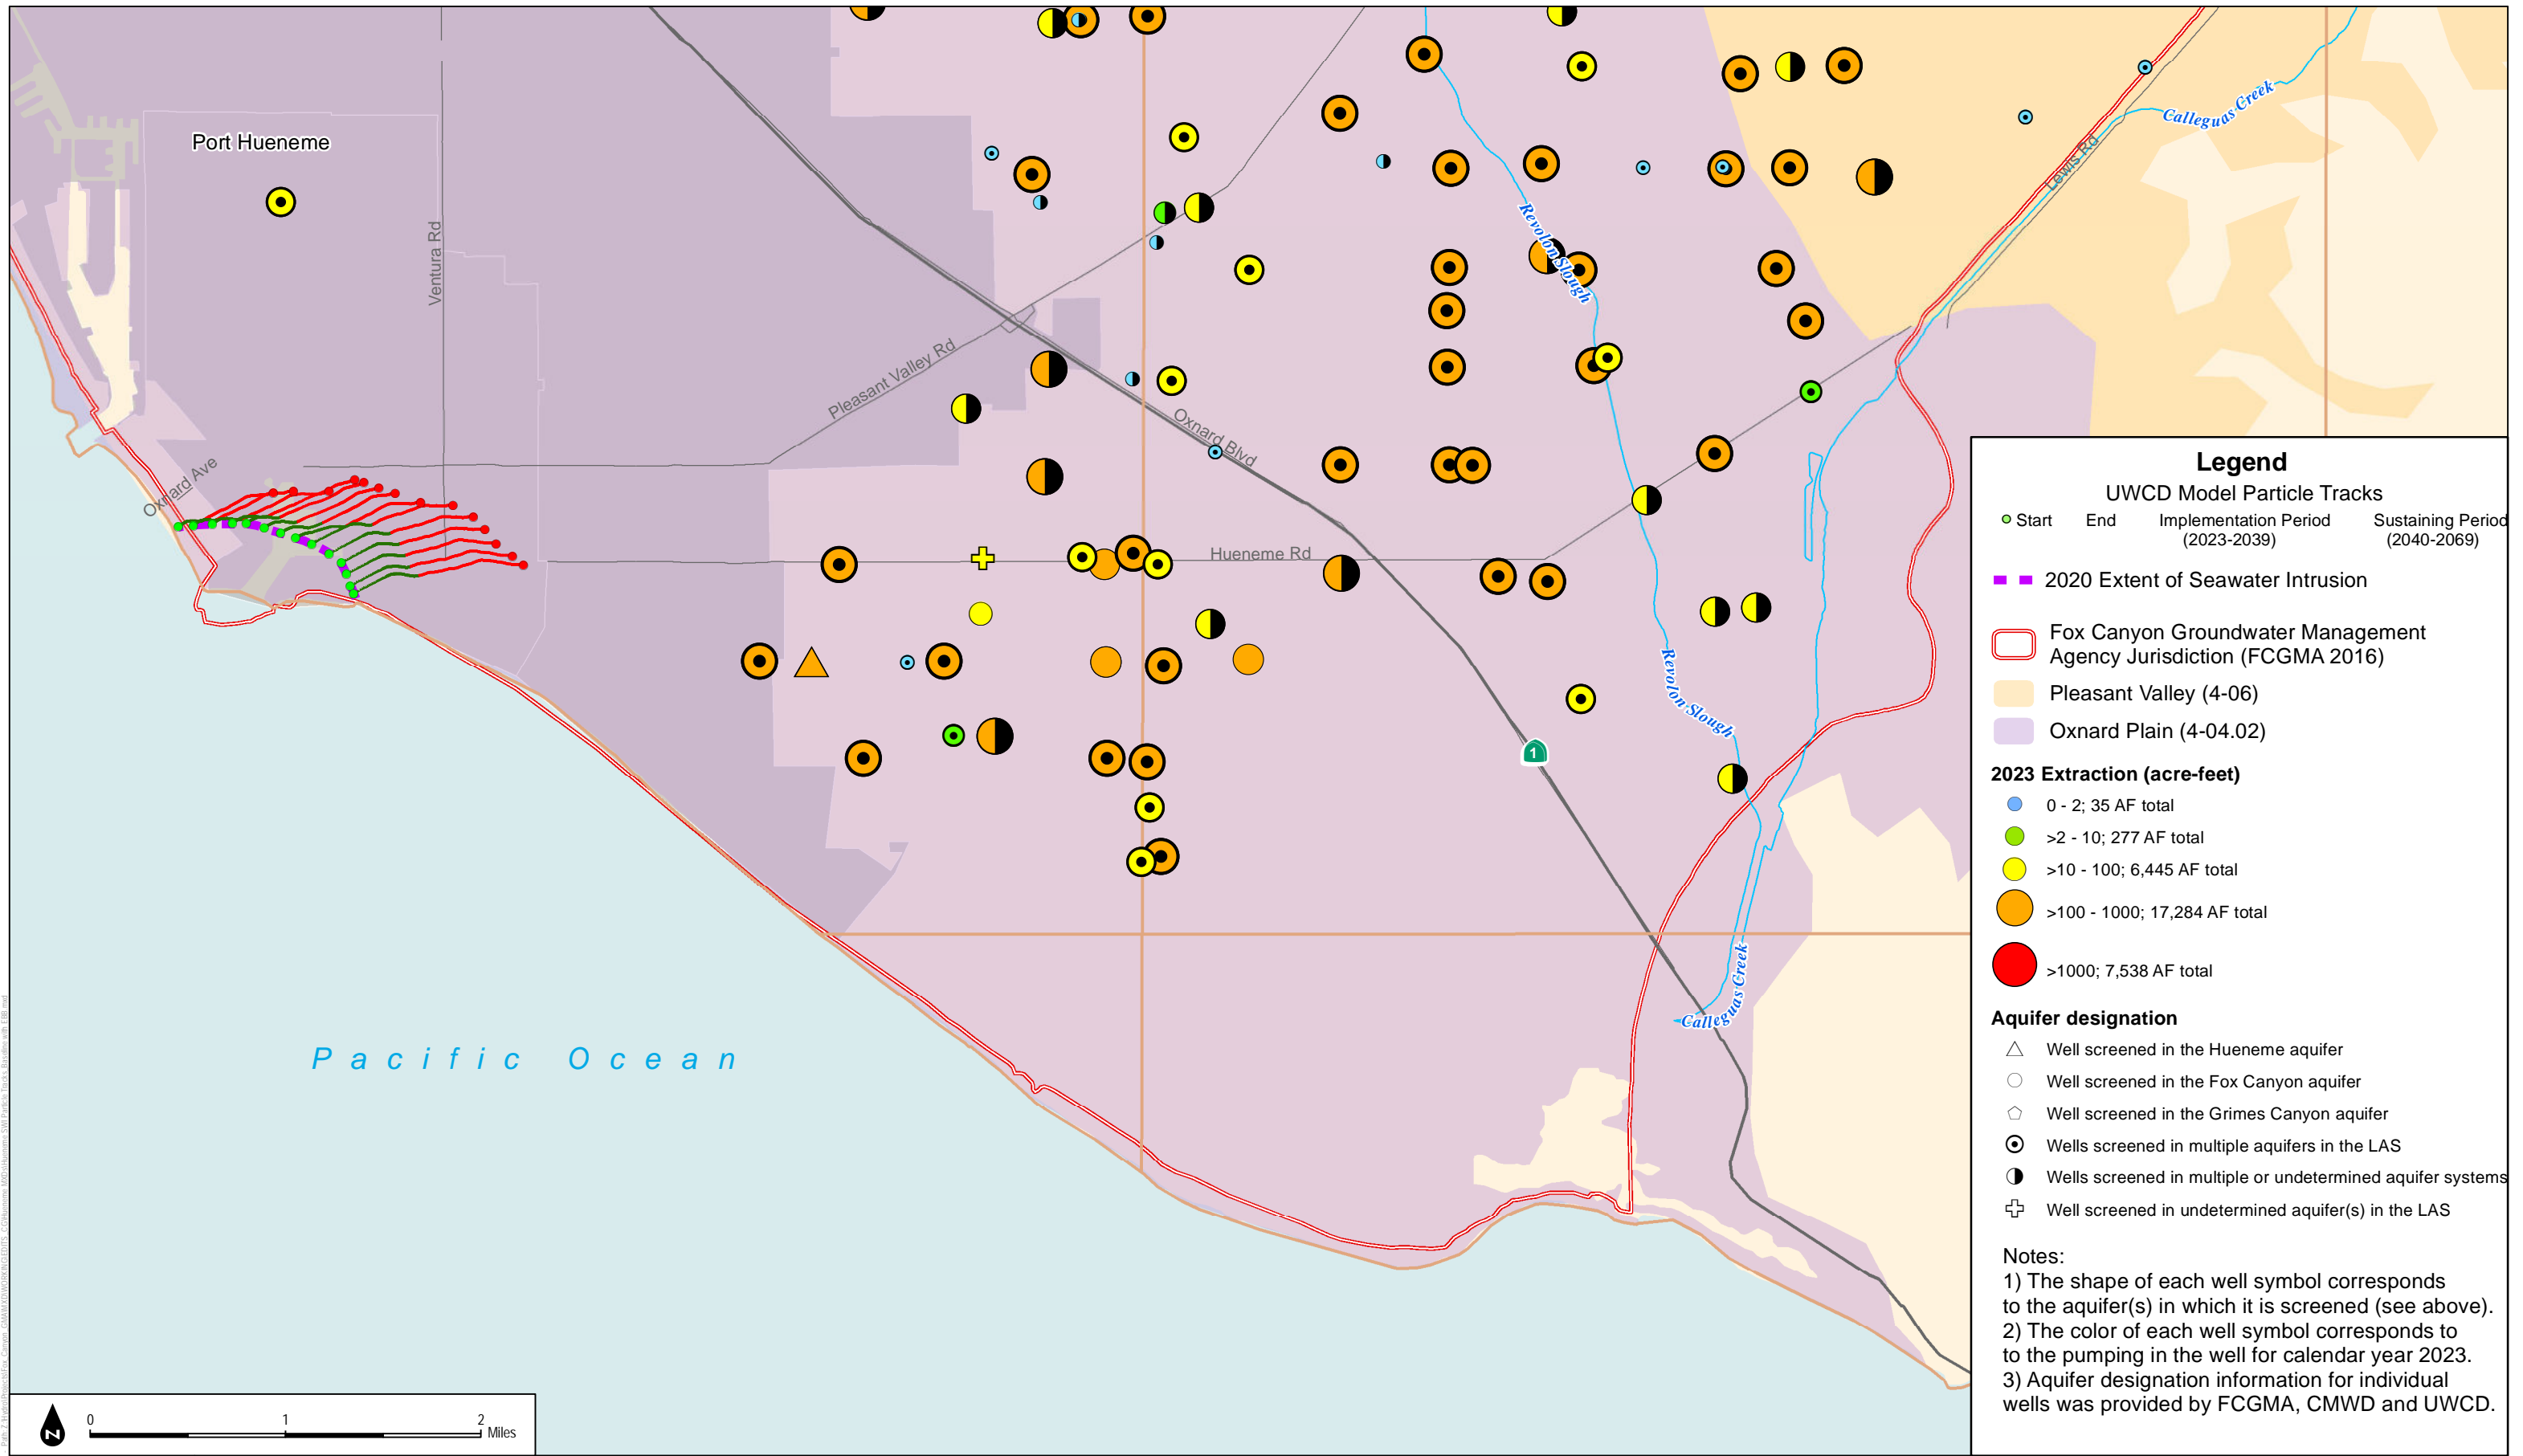 Port Hueneme
Ventura Rd
Calleguas Creek
Lewis Rd
Revolon Slough
Pleasant Valley Rd
Oxnard Blvd
Oxnard Ave
Hueneme Rd
Revolon Slough
1
Calleguas Creek
Pacific Ocean
N
0 1 2
Miles
Legend
UWCD Model Particle Tracks
Start End Implementation Period Sustaining Period
(2023-2039) (2040-2069)
2020 Extent of Seawater Intrusion
Fox Canyon Groundwater Management
Agency Jurisdiction (FCGMA 2016)
Pleasant Valley (4-06)
Oxnard Plain (4-04.02)
2023 Extraction (acre-feet)
0 - 2; 35 AF total
>2 - 10; 277 AF total
>10 - 100; 6,445 AF total
>100 - 1000; 17,284 AF total
>1000; 7,538 AF total
Aquifer designation
Well screened in the Hueneme aquifer
Well screened in the Fox Canyon aquifer
Well screened in the Grimes Canyon aquifer
Wells screened in multiple aquifers in the LAS
Wells screened in multiple or undetermined aquifer systems
Well screened in undetermined aquifer(s) in the LAS
Notes:
1) The shape of each well symbol corresponds
to the aquifer(s) in which it is screened (see above).
2) The color of each well symbol corresponds to
to the pumping in the well for calendar year 2023.
3) Aquifer designation information for individual
wells was provided by FCGMA, CMWD and UWCD.